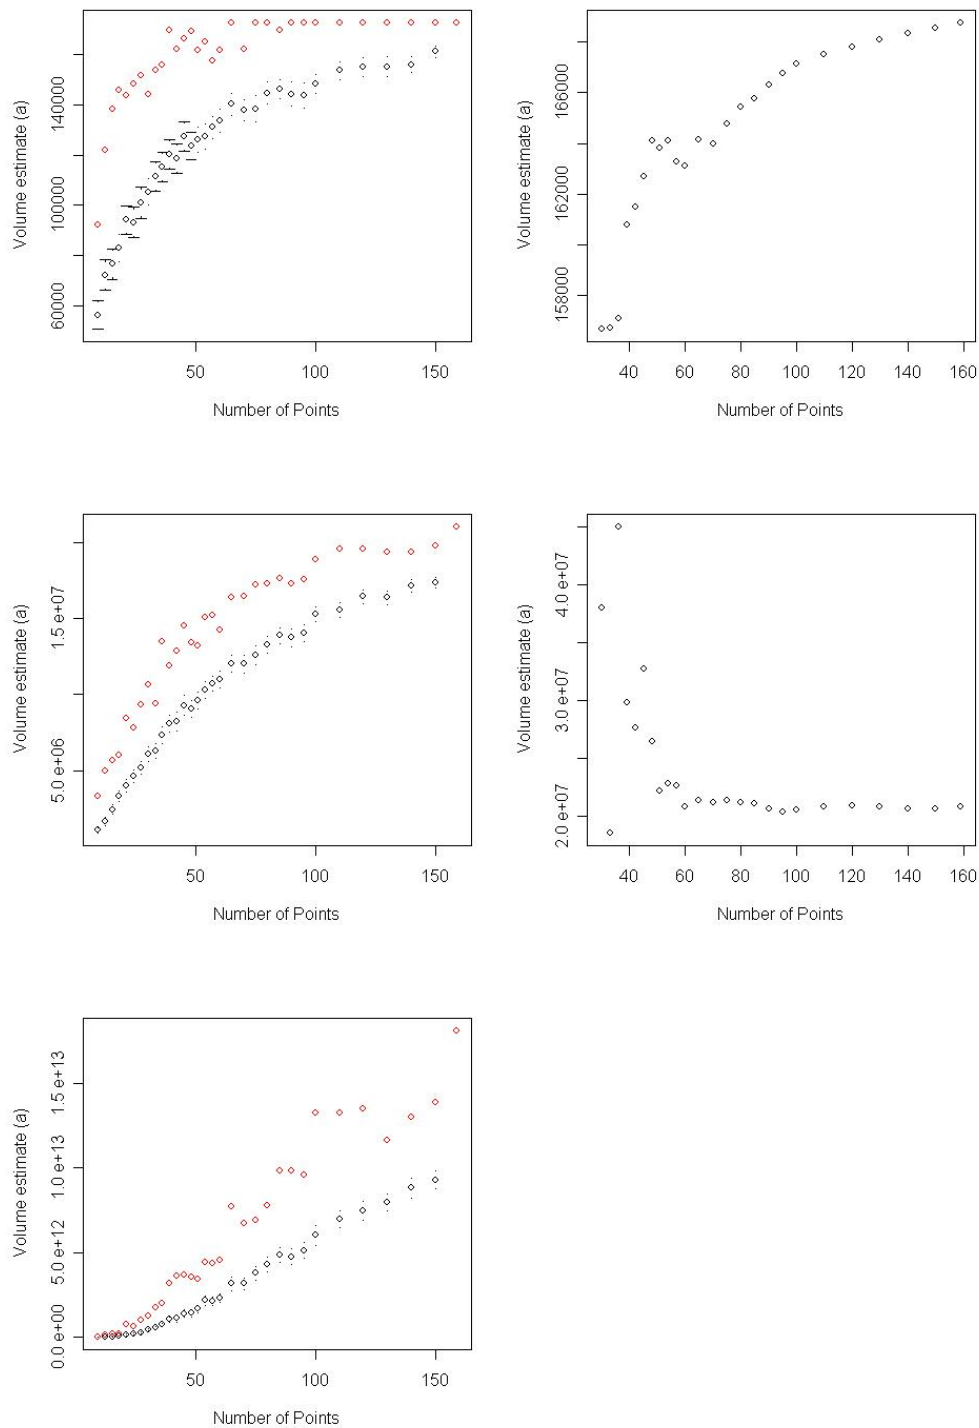 Volume estimate (a)
60000
100000
140000
50
100
150
Number of Points
Volume estimate (a)
158000
162000
166000
40
60
80
100
120
140
160
Number of Points
Volume estimate (a)
5.0 e+06
1.5 e+07
50
100
150
Number of Points
Volume estimate (a)
2.0 e+07
3.0 e+07
4.0 e+07
40
60
80
100
120
140
160
Number of Points
Volume estimate (a)
0.0 e+00
5.0 e+12
1.0 e+13
1.5 e+13
50
100
150
Number of Points